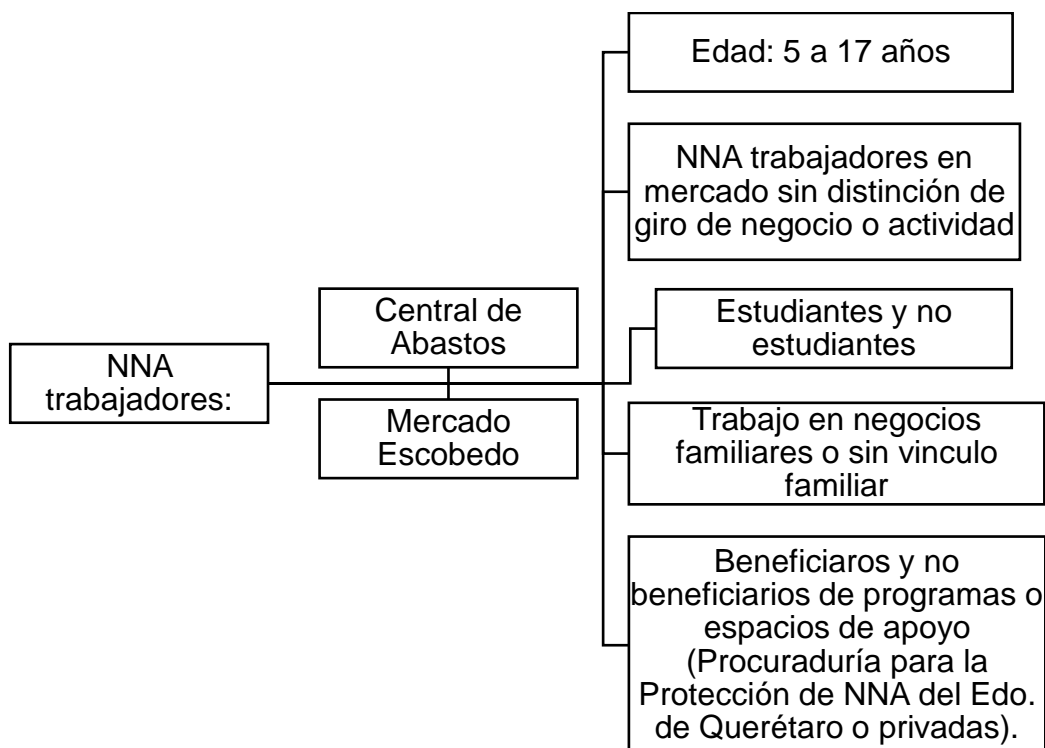 NNA
trabajadores:
Central de
Abastos
Mercado
Escobedo
Edad: 5 a 17 años
NNA trabajadores en
mercado sin distinción de
giro de negocio o actividad
Estudiantes y no
estudiantes
Trabajo en negocios
familiares o sin vinculo
familiar
Beneficiaros y no
beneficiarios de programas o
espacios de apoyo
(Procuraduría para la
Protección de NNA del Edo.
de Querétaro o privadas).